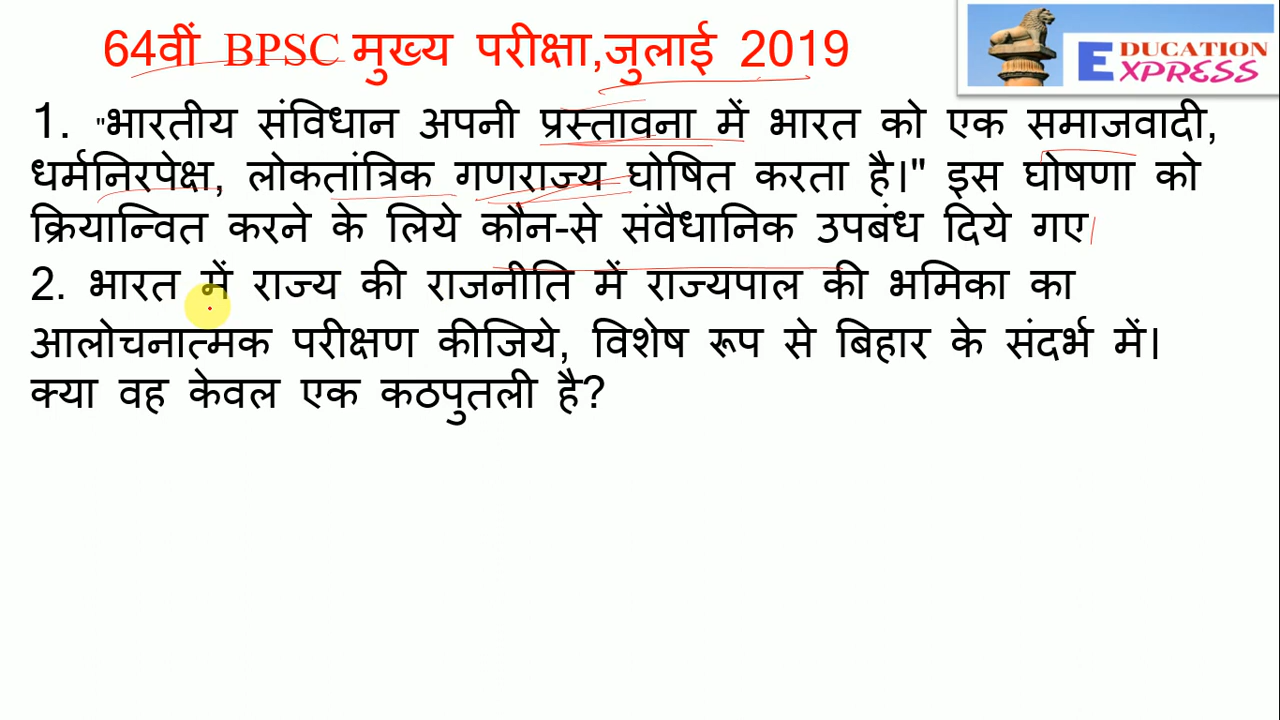 64वीं BPSC मुख्य परीक्षा,जुलाई 2019
EDUCATION
EXPRESS
1. "भारतीय संविधान अपनी प्रस्तावना में भारत को एक समाजवादी,
धर्मनिरपेक्ष, लोकतांत्रिक गणराज्य घोषित करता है।" इस घोषणा को
क्रियान्वित करने के लिये कौन-से संवैधानिक उपबंध दिये गए
2. भारत में राज्य की राजनीति में राज्यपाल की भमिका का
आलोचनात्मक परीक्षण कीजिये, विशेष रूप से बिहार के संदर्भ में।
क्या वह केवल एक कठपुतली है?